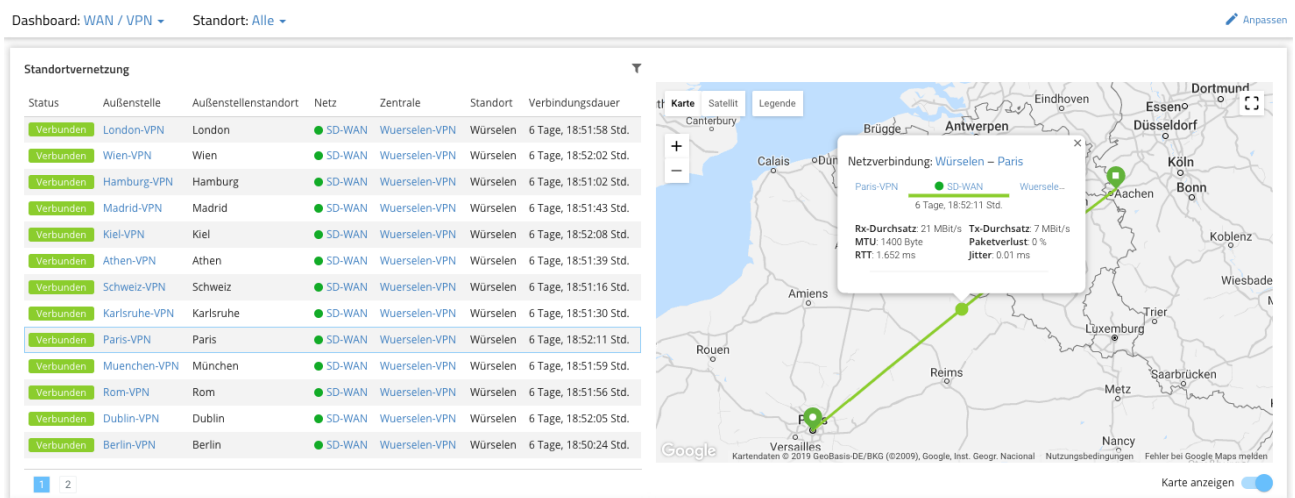 Dashboard: WAN / VPN Standort: Alle Anpassen
Standortvernetzung
Status Außenstelle Außenstellenstandort Netz Zentrale Standort Verbindungsdauer
Verbunden London-VPN London SD-WAN Wuerselen-VPN Würselen 6 Tage, 18:51:58 Std.
Verbunden Wien-VPN Wien SD-WAN Wuerselen-VPN Würselen 6 Tage, 18:52:02 Std.
Verbunden Hamburg-VPN Hamburg SD-WAN Wuerselen-VPN Würselen 6 Tage, 18:51:02 Std.
Verbunden Madrid-VPN Madrid SD-WAN Wuerselen-VPN Würselen 6 Tage, 18:51:43 Std.
Verbunden Kiel-VPN Kiel SD-WAN Wuerselen-VPN Würselen 6 Tage, 18:52:08 Std.
Verbunden Athen-VPN Athen SD-WAN Wuerselen-VPN Würselen 6 Tage, 18:51:39 Std.
Verbunden Schweiz-VPN Schweiz SD-WAN Wuerselen-VPN Würselen 6 Tage, 18:51:16 Std.
Verbunden Karlsruhe-VPN Karlsruhe SD-WAN Wuerselen-VPN Würselen 6 Tage, 18:51:30 Std.
Verbunden Paris-VPN Paris SD-WAN Wuerselen-VPN Würselen 6 Tage, 18:52:11 Std.
Verbunden Muenchen-VPN München SD-WAN Wuerselen-VPN Würselen 6 Tage, 18:51:59 Std.
Verbunden Rom-VPN Rom SD-WAN Wuerselen-VPN Würselen 6 Tage, 18:51:56 Std.
Verbunden Dublin-VPN Dublin SD-WAN Wuerselen-VPN Würselen 6 Tage, 18:52:05 Std.
Verbunden Berlin-VPN Berlin SD-WAN Wuerselen-VPN Würselen 6 Tage, 18:50:24 Std.
1 2
Karte Satellit Legende
Canterbury
Eindhoven
Dortmund
Essen
Düsseldorf
Brügge
Antwerpen
Calais
Köln
Bonn
Aachen
Koblenz
Netzverbindung: Würselen – Paris
Paris-VPN SD-WAN Wuersele...
6 Tage, 18:52:11 Std.
Rx-Durchsatz: 21 MBit/s Tx-Durchsatz: 7 MBit/s
MTU: 1400 Byte Paketverlust: 0 %
RTT: 1.652 ms Jitter: 0.01 ms
Amiens
Wiesbade
Trier
Luxemburg
Rouen
Reims
Saarbrücken
Metz
Versailles
Nancy
Google
Kartendaten © 2019 GeoBasis-DE/BKG (©2009), Google, Inst. Geogr. Nacional Nutzungsbedingungen Fehler bei Google Maps melden
Karte anzeigen